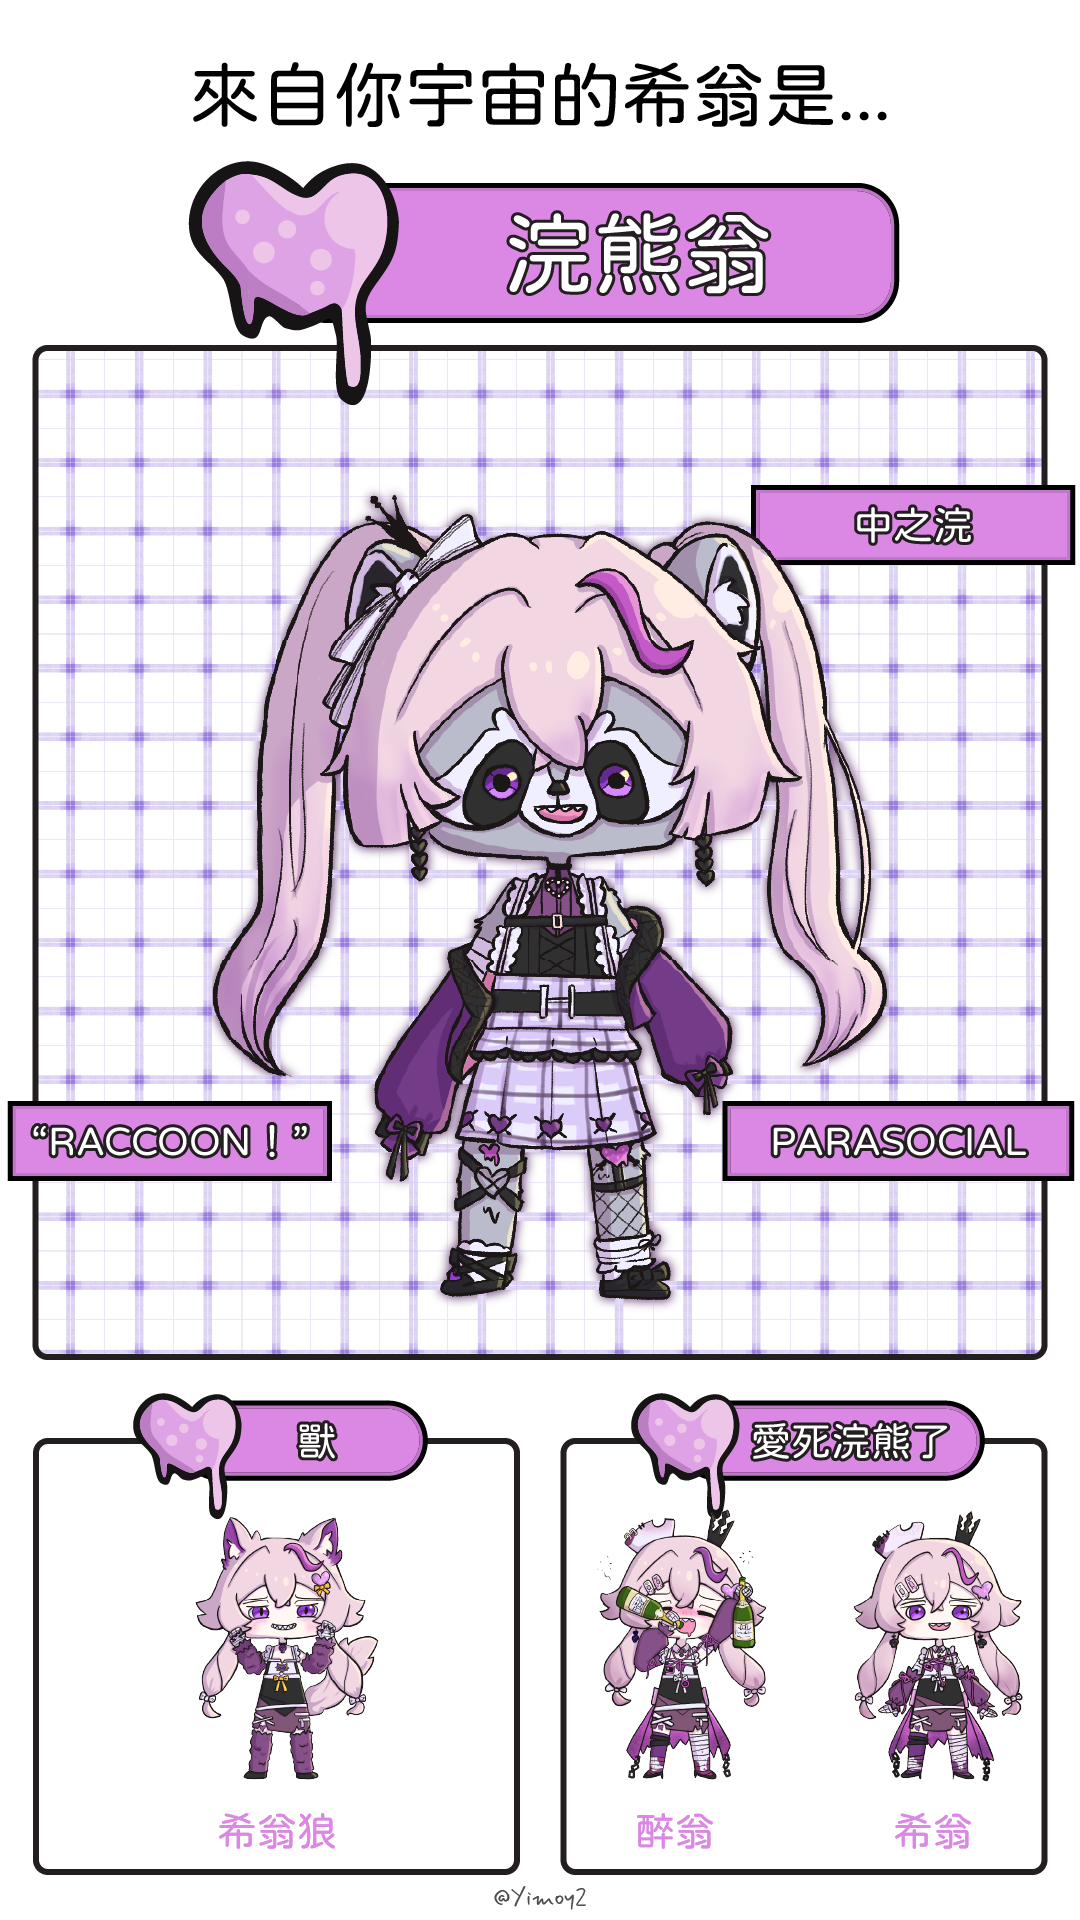 來自你宇宙的希翁是...
浣熊翁
中之浣
“RACCOON！”
PARASOCIAL
獸
愛死浣熊了
希翁狼
醉翁
希翁
@Yimoy2